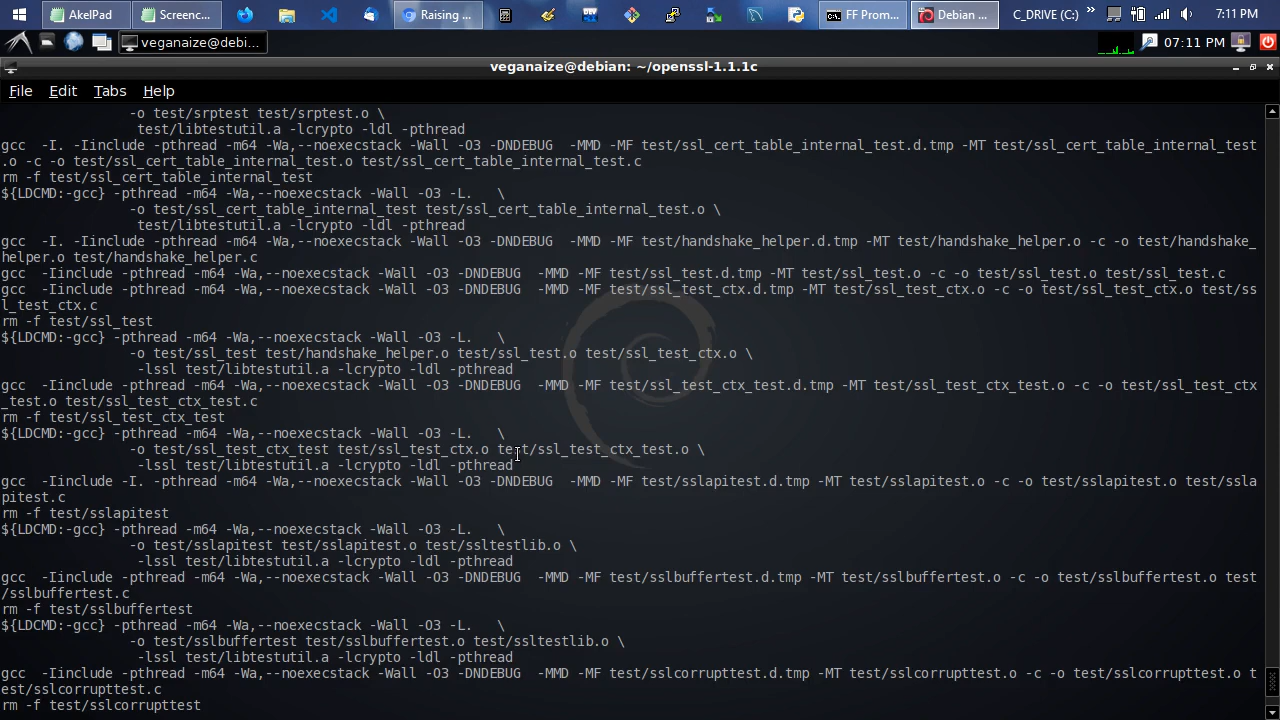 AkelPad
Screenc...
Raising ...
FF Prom...
Debian ...
C_DRIVE (C:)
7:11 PM
veganaize@debi...
07:11 PM
veganaize@debian: ~/openssl-1.1.1c
File Edit Tabs Help
-o test/srptest test/srptest.o \
test/libtestutil.a -lcrypto -ldl -pthread
gcc  -I. -Iinclude -pthread -m64 -Wa,--noexecstack -Wall -O3 -DNDEBUG  -MMD -MF test/ssl_cert_table_internal_test.d.tmp -MT test/ssl_cert_table_internal_test
.o -c -o test/ssl_cert_table_internal_test.o test/ssl_cert_table_internal_test.c
rm -f test/ssl_cert_table_internal_test
${LDCMD:-gcc} -pthread -m64 -Wa,--noexecstack -Wall -O3 -L.   \
-o test/ssl_cert_table_internal_test test/ssl_cert_table_internal_test.o \
test/libtestutil.a -lcrypto -ldl -pthread
gcc  -I. -Iinclude -pthread -m64 -Wa,--noexecstack -Wall -O3 -DNDEBUG  -MMD -MF test/handshake_helper.d.tmp -MT test/handshake_helper.o -c -o test/handshake_
helper.o test/handshake_helper.c
gcc  -Iinclude -pthread -m64 -Wa,--noexecstack -Wall -O3 -DNDEBUG  -MMD -MF test/ssl_test.d.tmp -MT test/ssl_test.o -c -o test/ssl_test.o test/ssl_test.c
gcc  -Iinclude -pthread -m64 -Wa,--noexecstack -Wall -O3 -DNDEBUG  -MMD -MF test/ssl_test_ctx.d.tmp -MT test/ssl_test_ctx.o -c -o test/ssl_test_ctx.o test/ss
l_test_ctx.c
rm -f test/ssl_test
${LDCMD:-gcc} -pthread -m64 -Wa,--noexecstack -Wall -O3 -L.   \
-o test/ssl_test test/handshake_helper.o test/ssl_test.o test/ssl_test_ctx.o \
-lssl test/libtestutil.a -lcrypto -ldl -pthread
gcc  -Iinclude -pthread -m64 -Wa,--noexecstack -Wall -O3 -DNDEBUG  -MMD -MF test/ssl_test_ctx_test.d.tmp -MT test/ssl_test_ctx_test.o -c -o test/ssl_test_ctx
_test.o test/ssl_test_ctx_test.c
rm -f test/ssl_test_ctx_test
${LDCMD:-gcc} -pthread -m64 -Wa,--noexecstack -Wall -O3 -L.   \
-o test/ssl_test_ctx_test test/ssl_test_ctx.o test/ssl_test_ctx_test.o \
-lssl test/libtestutil.a -lcrypto -ldl -pthread
gcc  -Iinclude -I. -pthread -m64 -Wa,--noexecstack -Wall -O3 -DNDEBUG  -MMD -MF test/sslapitest.d.tmp -MT test/sslapitest.o -c -o test/sslapitest.o test/ssla
pitest.c
rm -f test/sslapitest
${LDCMD:-gcc} -pthread -m64 -Wa,--noexecstack -Wall -O3 -L.   \
-o test/sslapitest test/sslapitest.o test/ssltestlib.o \
-lssl test/libtestutil.a -lcrypto -ldl -pthread
gcc  -Iinclude -pthread -m64 -Wa,--noexecstack -Wall -O3 -DNDEBUG  -MMD -MF test/sslbuffertest.d.tmp -MT test/sslbuffertest.o -c -o test/sslbuffertest.o test
/sslbuffertest.c
rm -f test/sslbuffertest
${LDCMD:-gcc} -pthread -m64 -Wa,--noexecstack -Wall -O3 -L.   \
-o test/sslbuffertest test/sslbuffertest.o test/ssltestlib.o \
-lssl test/libtestutil.a -lcrypto -ldl -pthread
gcc  -Iinclude -pthread -m64 -Wa,--noexecstack -Wall -O3 -DNDEBUG  -MMD -MF test/sslcorrupttest.d.tmp -MT test/sslcorrupttest.o -c -o test/sslcorrupttest.o t
est/sslcorrupttest.c
rm -f test/sslcorrupttest